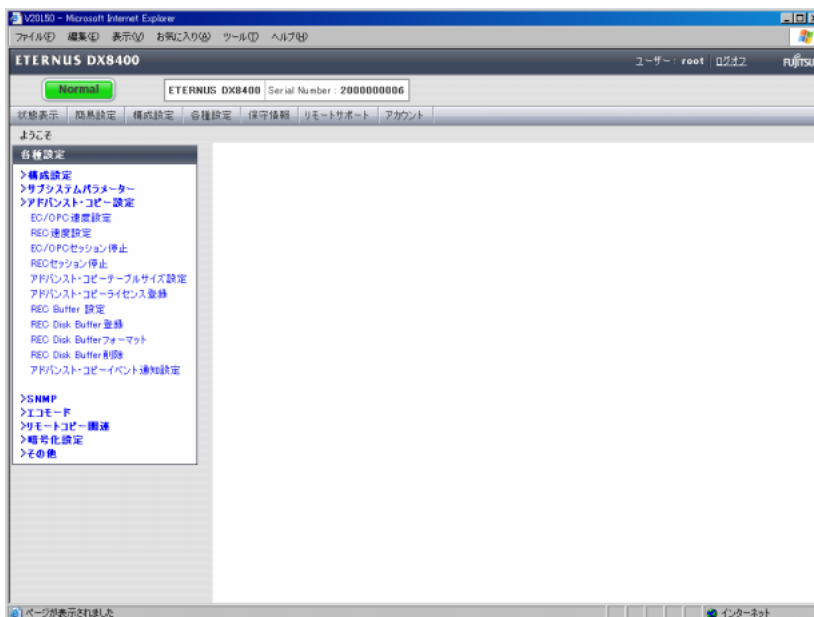 V20L50 - Microsoft Internet Explorer
ファイル(F) 編集(E) 表示(V) お気に入り(A) ツール(T) ヘルプ(H)
ETERNUS DX8400 ユーザー: root ログオフ FUJITSU
Normal ETERNUS DX8400 Serial Number : 2000000006
状態表示 簡易設定 構成設定 各種設定 保守情報 リモートサポート アカウント
ようこそ
各種設定
>構成設定
>サブシステムパラメーター
>アドバンスト・コピー設定
EC/OPC速度設定
REC速度設定
EC/OPCセッション停止
RECセッション停止
アドバンスト・コピーテーブルサイズ設定
アドバンスト・コピーライセンス登録
REC Buffer 設定
REC Disk Buffer登録
REC Disk Bufferフォーマット
REC Disk Buffer削除
アドバンスト・コピーイベント通知設定
>SNMP
>エコモード
>リモートコピー関連
>暗号化設定
>その他
ページが表示されました インターネット